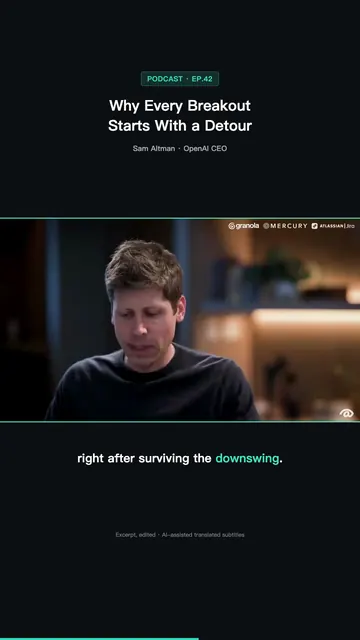 PODCAST · EP.42
Why Every Breakout
Starts With a Detour
Sam Altman · OpenAI CEO
granola MERCURY ATLASSIAN
right after surviving the downswing.
Excerpt, edited · AI-assisted translated subtitles